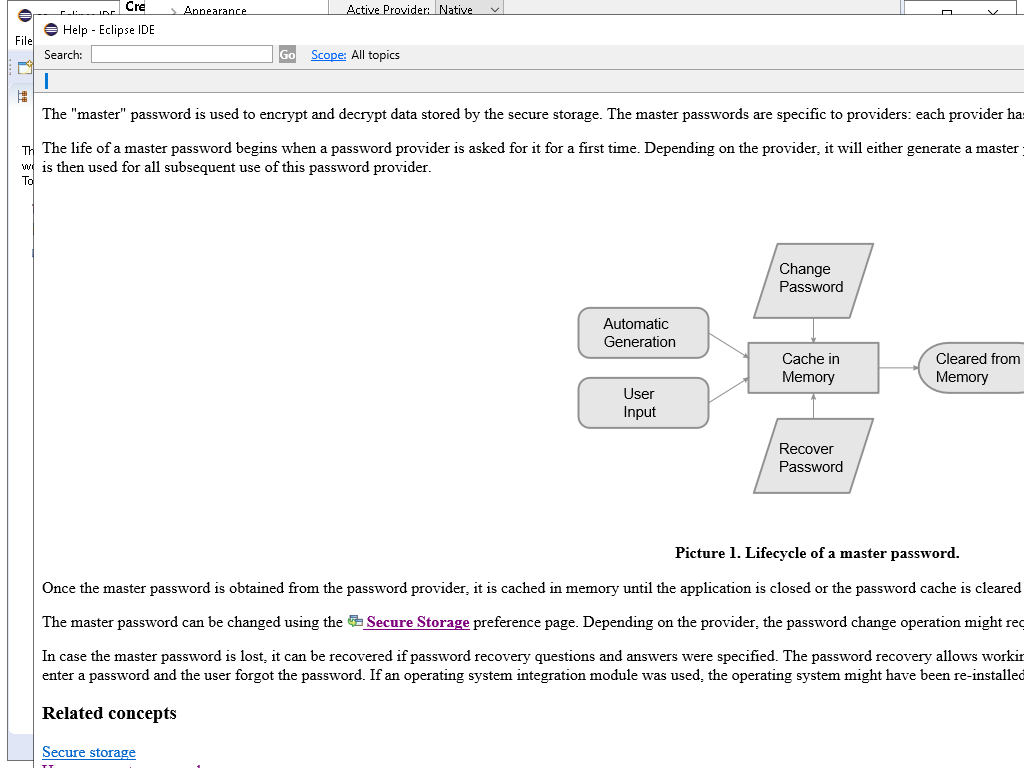 Cre
Appearance
Active Provider: Native
File
Help - Eclipse IDE
Search:
Go
Scope: All topics
The "master" password is used to encrypt and decrypt data stored by the secure storage. The master passwords are specific to providers: each provider has
The life of a master password begins when a password provider is asked for it for a first time. Depending on the provider, it will either generate a master
is then used for all subsequent use of this password provider.
Th
To
Change
Password
Automatic
Generation
Cache in
Memory
Cleared from
Memory
User
Input
Recover
Password
Picture 1. Lifecycle of a master password.
Once the master password is obtained from the password provider, it is cached in memory until the application is closed or the password cache is cleared
The master password can be changed using the Secure Storage preference page. Depending on the provider, the password change operation might req
In case the master password is lost, it can be recovered if password recovery questions and answers were specified. The password recovery allows workin
enter a password and the user forgot the password. If an operating system integration module was used, the operating system might have been re-installed
Related concepts
Secure storage